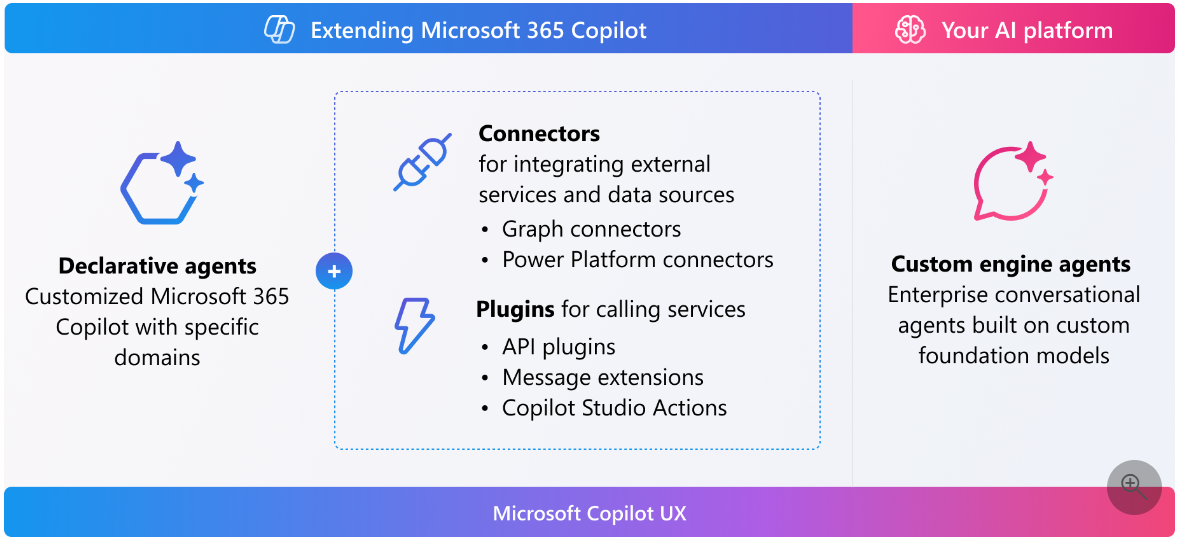 Extending Microsoft 365 Copilot
Your AI platform
Declarative agents
Customized Microsoft 365
Copilot with specific
domains
+
Connectors
for integrating external
services and data sources
• Graph connectors
• Power Platform connectors
Plugins for calling services
• API plugins
• Message extensions
• Copilot Studio Actions
Custom engine agents
Enterprise conversational
agents built on custom
foundation models
Microsoft Copilot UX